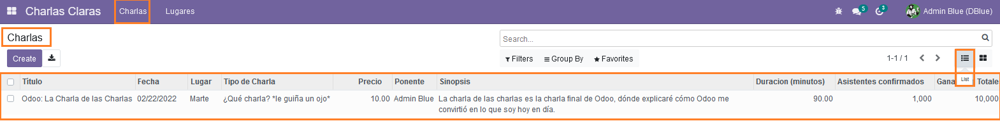 Charlas Claras Charlas Lugares 5 3 Admin Blue (DBlue)
Charlas
Search...
Create
Filters Group By Favorites 1-1 / 1
List
Título Fecha Lugar Tipo de Charla Precio Ponente Sinopsis Duracion (minutos) Asistentes confirmados Totale
Odoo: La Charla de las Charlas 02/22/2022 Marte ¿Qué charla? *le guiña un ojo* 10.00 Admin Blue La charla de las charlas es la charla final de Odoo, dónde explicaré cómo Odoo me 90.00 1,000 10,000
convirtió en lo que soy hoy en día.